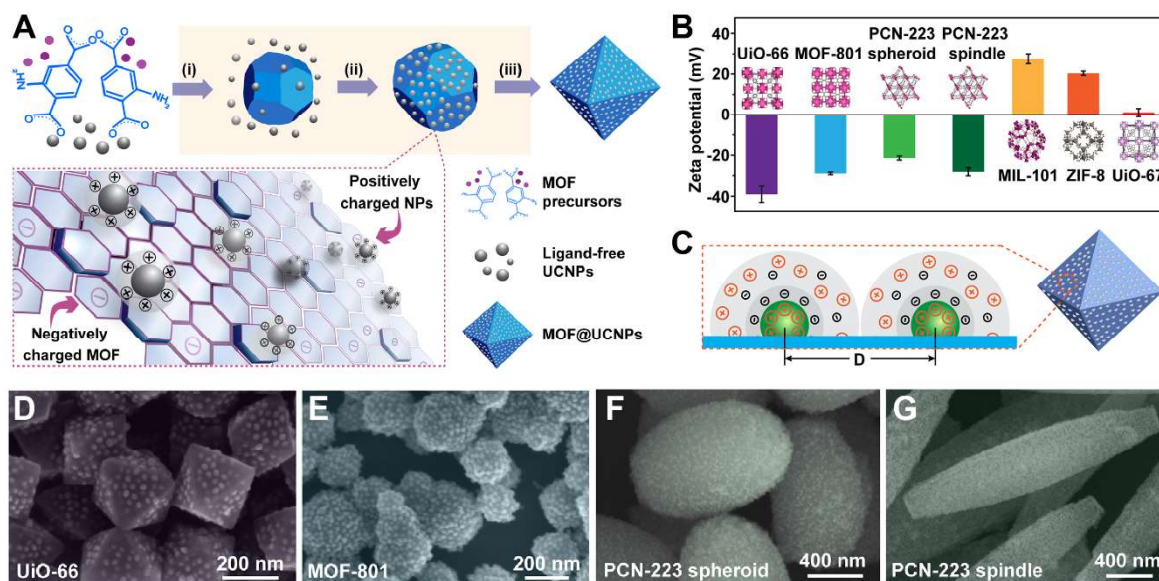 A
(i)
(ii)
(iii)
NH₂
NH₂
Positively
charged NPs
Negatively
charged MOF
MOF
precursors
Ligand-free
UCNPs
MOF@UCNPs
B
Zeta potential (mV)
40
20
0
-20
-40
UiO-66
MOF-801
PCN-223
spheroid
PCN-223
spindle
MIL-101
ZIF-8
UiO-67
C
D
D
UiO-66
200 nm
E
MOF-801
200 nm
F
PCN-223 spheroid
400 nm
G
PCN-223 spindle
400 nm